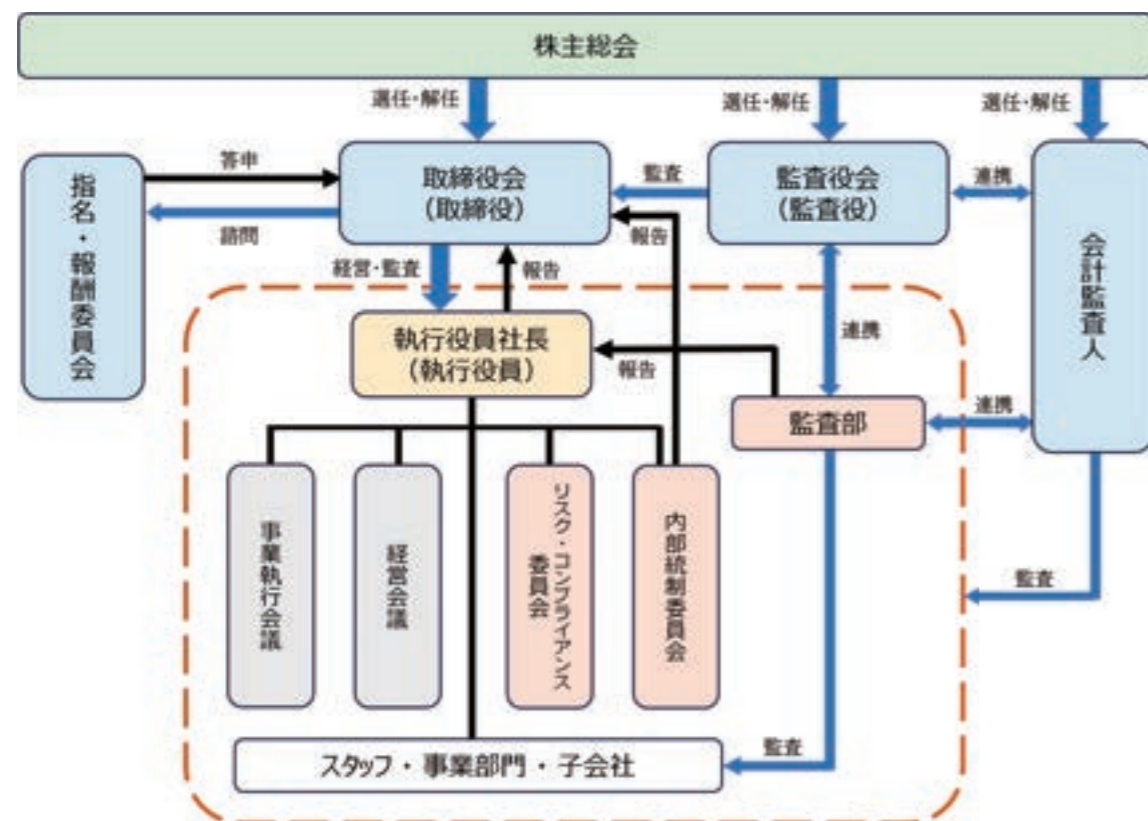 株主総会
選任・解任
選任・解任
選任・解任
指名・報酬委員会
答申
諮問
取締役会
（取締役）
監査
監査役会
（監査役）
連携
会計監査人
経営・監査
報告
報告
執行役員社長
（執行役員）
報告
連携
監査部
連携
事業執行会議
経営会議
リスク・コンプライアンス
委員会
内部統制委員会
監査
スタッフ・事業部門・子会社
監査